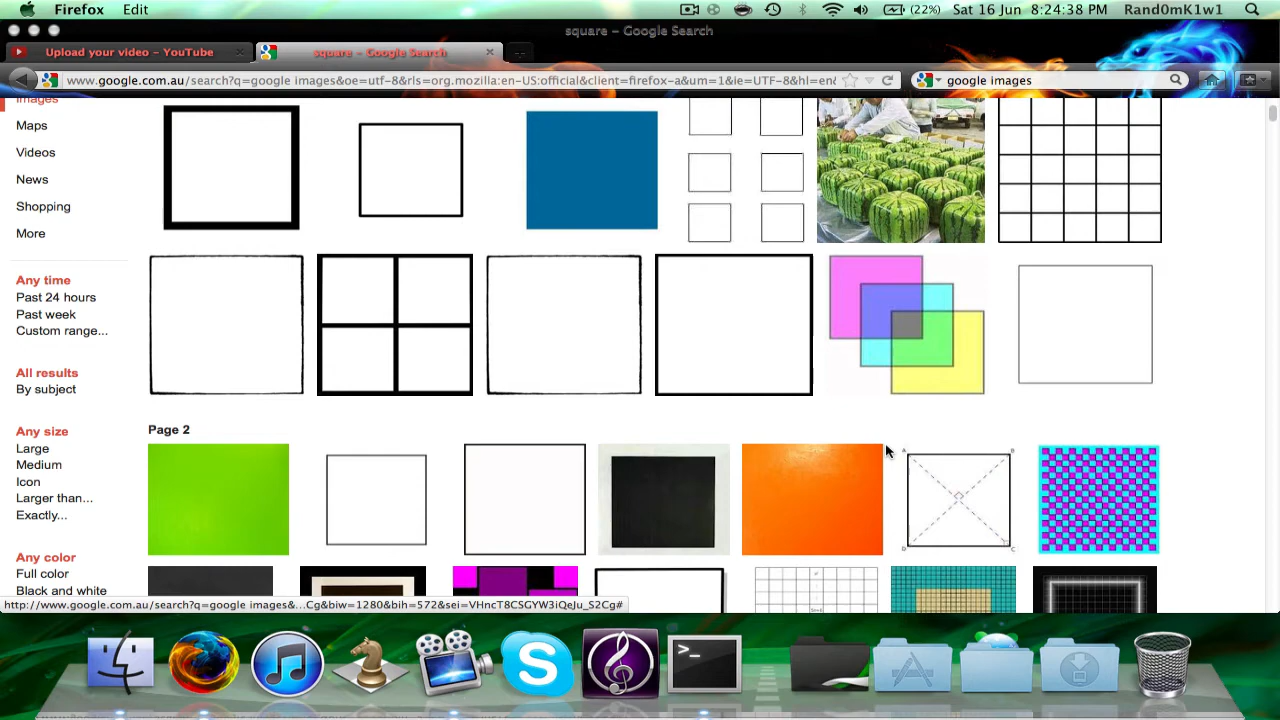 Firefox Edit (22%) Sat 16 Jun 8:24:38 PM Rand0mK1w1
square – Google Search
Upload your video – YouTube square – Google Search
www.google.com.au/search?q=google images&oe=utf-8&rls=org.mozilla:en-US:official&client=firefox-a&um=1&ie=UTF-8&hl=en& google images
Images
Maps
Videos
News
Shopping
More
Any time
Past 24 hours
Past week
Custom range...
All results
By subject
Page 2
Any size
Large
Medium
Icon
Larger than...
Exactly...
A B
D C
Any color
Full color
Black and white
http://www.google.com.au/search?q=google images&...Cg&biw=1280&bih=572&sei=VHncT8CSGYW3iQeJu_S2Cg#
>_